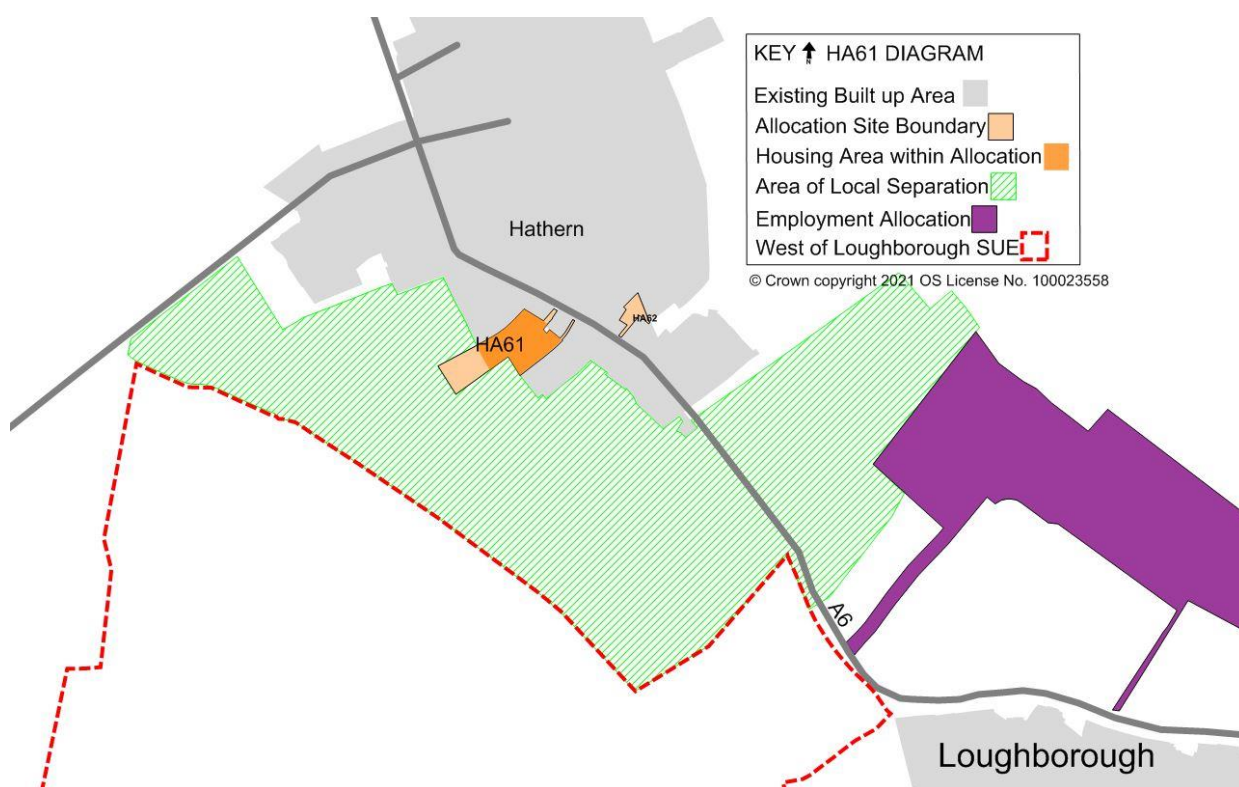 KEY N HA61 DIAGRAM
Existing Built up Area
Allocation Site Boundary
Housing Area within Allocation
Area of Local Separation
Employment Allocation
West of Loughborough SUE
© Crown copyright 2021 OS License No. 100023558
Hathern
HA62
HA61
A6
Loughborough